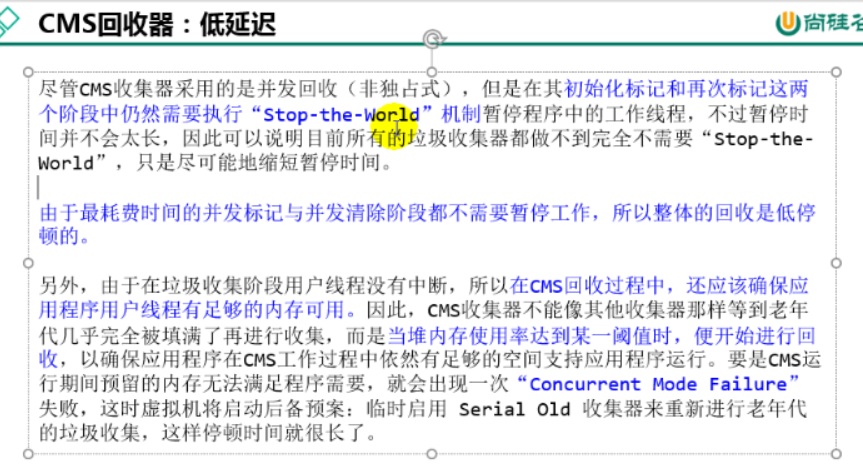 CMS回收器：低延迟
尚硅谷
尽管CMS收集器采用的是并发回收（非独占式），但是在其初始化标记和再次标记这两
个阶段中仍然需要执行“Stop-the-World”机制暂停程序中的工作线程，不过暂停时
间并不会太长，因此可以说明目前所有的垃圾收集器都做不到完全不需要“Stop-the-
World”，只是尽可能地缩短暂停时间。
由于最耗费时间的并发标记与并发清除阶段都不需要暂停工作，所以整体的回收是低停
顿的。
另外，由于在垃圾收集阶段用户线程没有中断，所以在CMS回收过程中，还应该确保应
用程序用户线程有足够的内存可用。因此，CMS收集器不能像其他收集器那样等到老年
代几乎完全被填满了再进行收集，而是当堆内存使用率达到某一阈值时，便开始进行回
收，以确保应用程序在CMS工作过程中依然有足够的空间支持应用程序运行。要是CMS运
行期间预留的内存无法满足程序需要，就会出现一次“Concurrent Mode Failure”
失败，这时虚拟机将启动后备预案：临时启用 Serial Old 收集器来重新进行老年代
的垃圾收集，这样停顿时间就很长了。